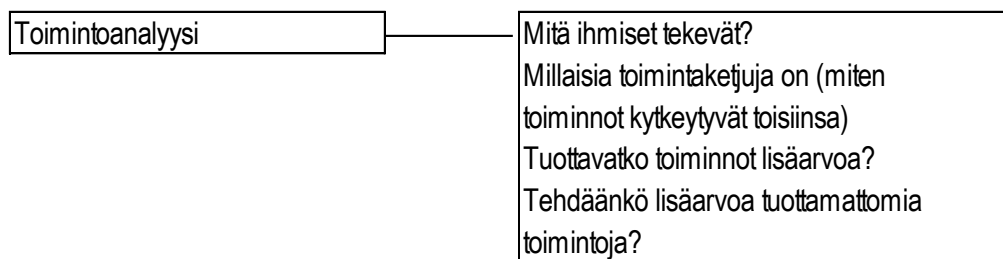 Toimintoanalyysi
Mitä ihmiset tekevät?
Millaisia toimintaketjuja on (miten
toiminnot kytkeytyvät toisiinsa)
Tuottavatko toiminnot lisäarvoa?
Tehdäänkö lisäarvoa tuottamattomia
toimintoja?